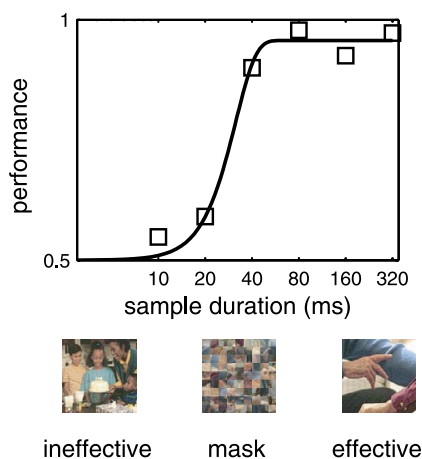 1
performance
0.5
10 20 40 80 160 320
sample duration (ms)
ineffective mask effective